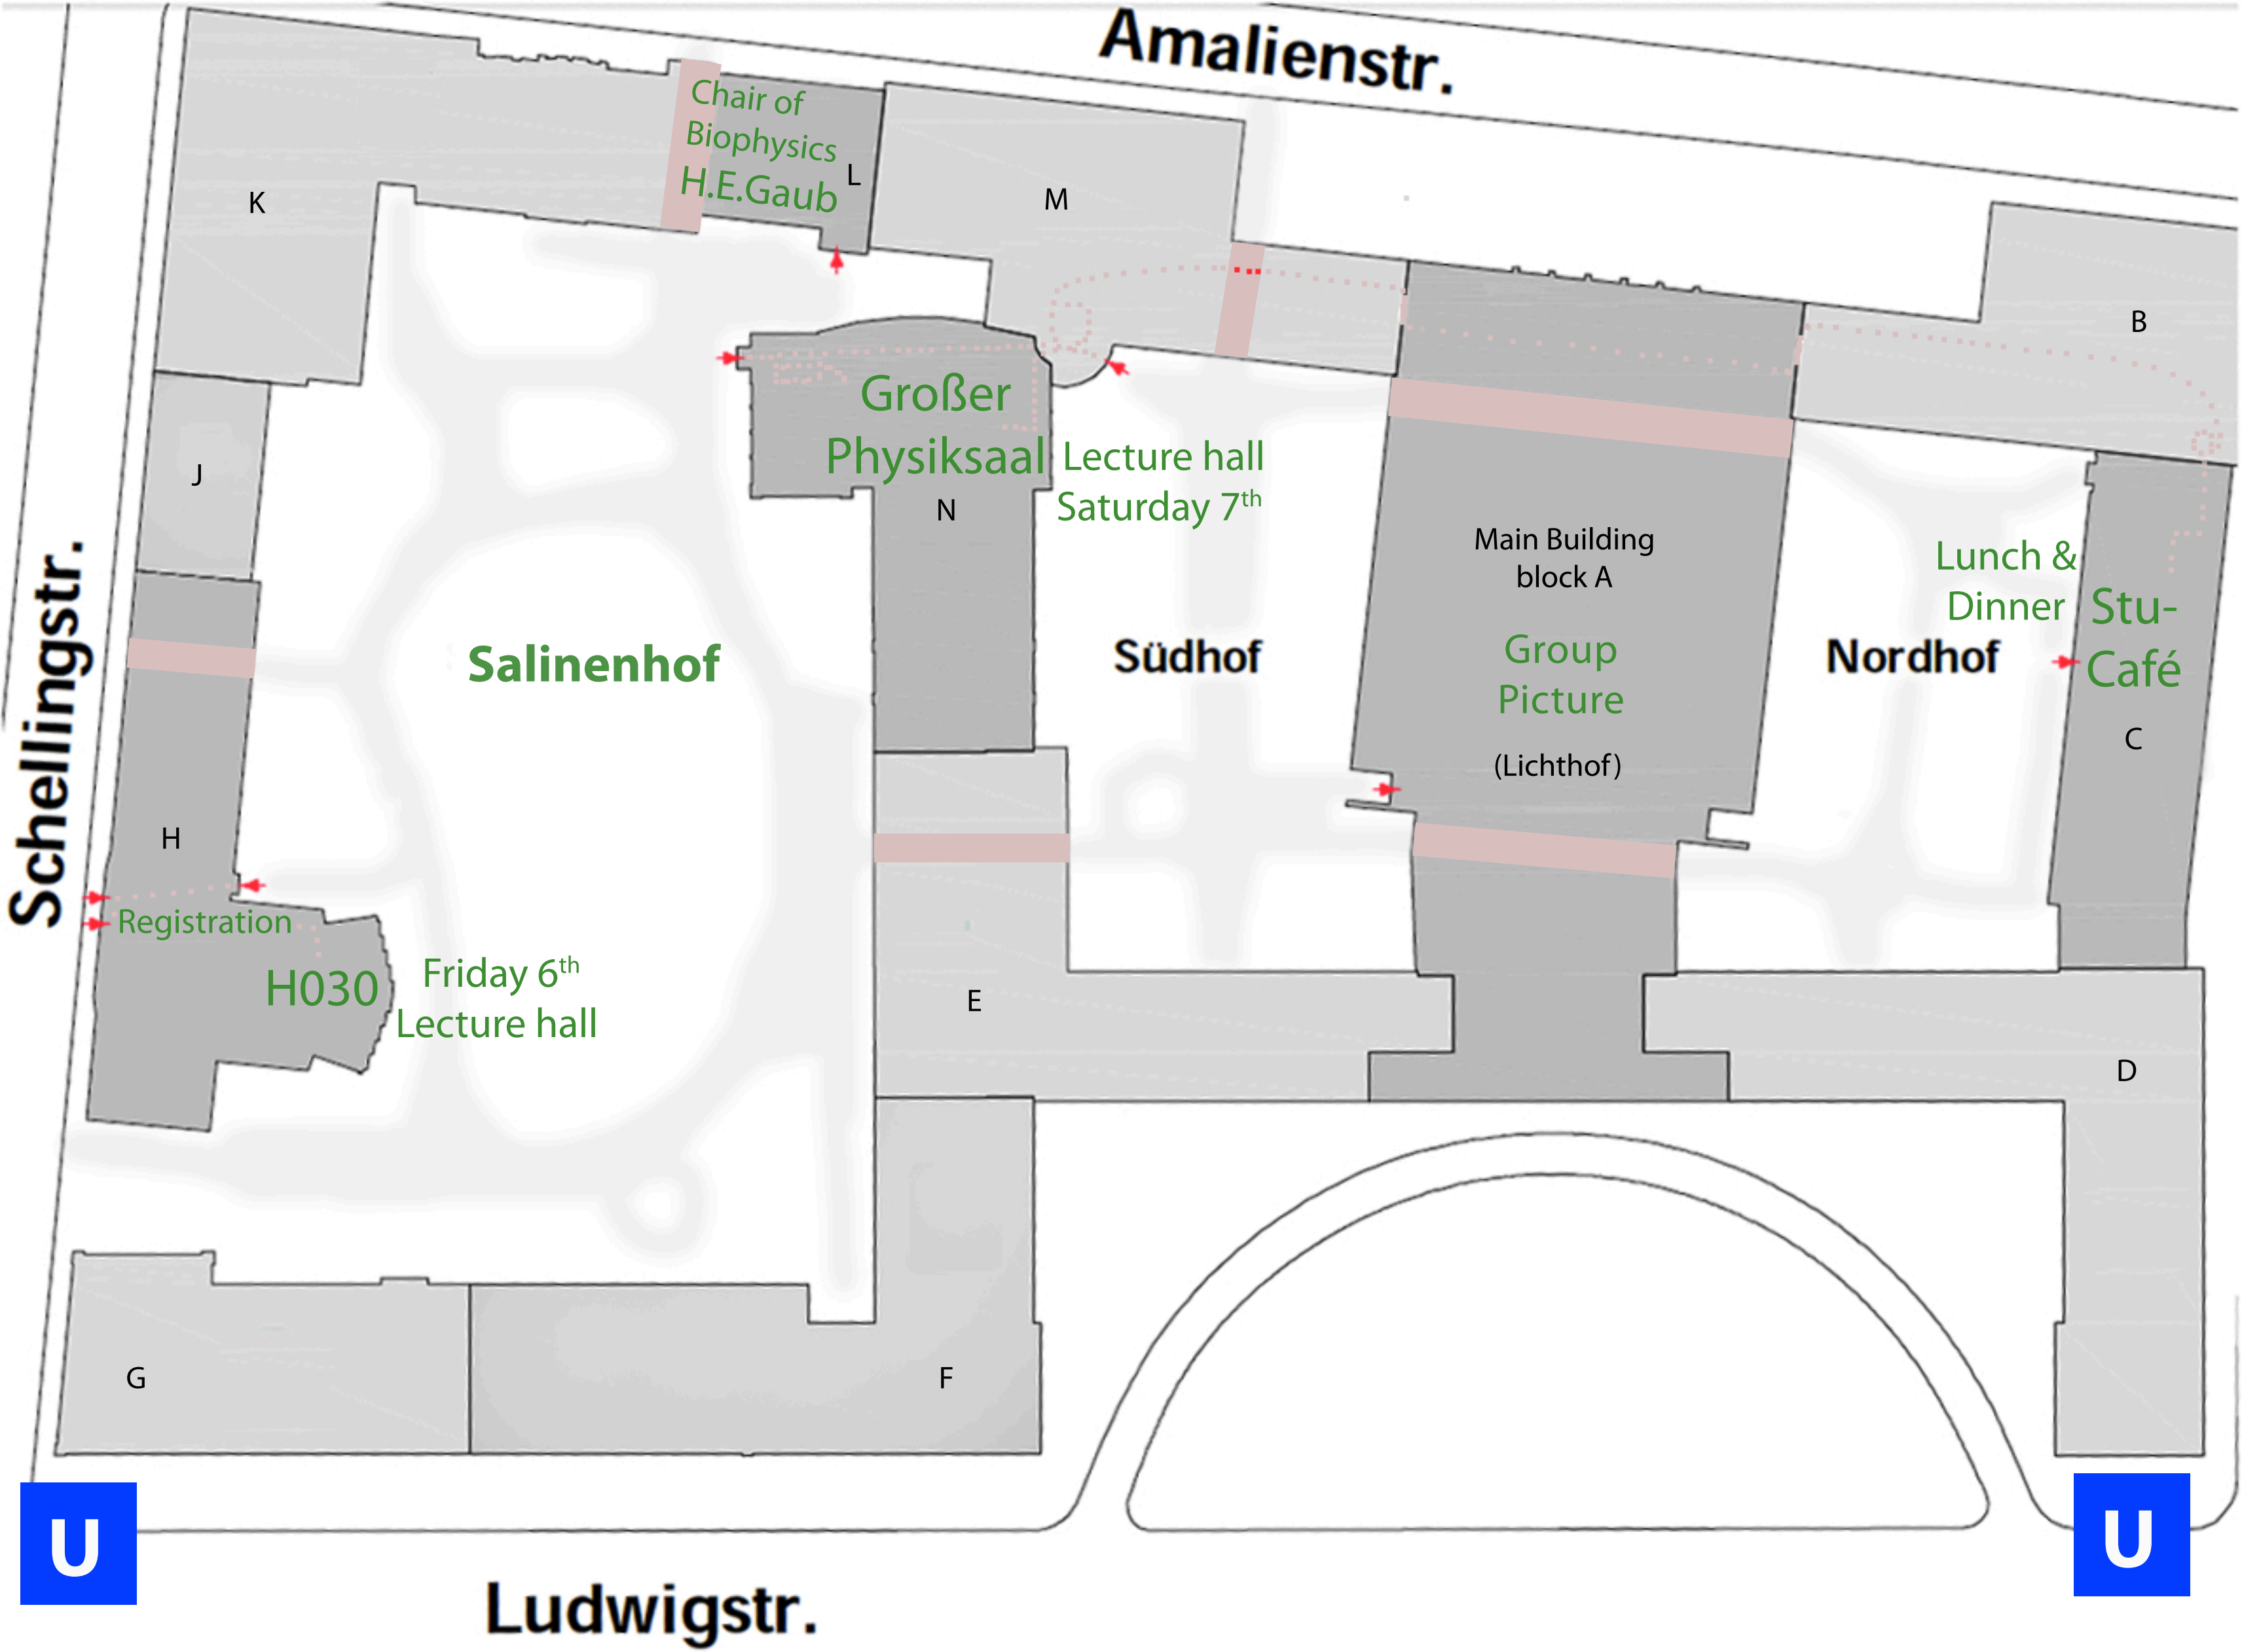 Amalienstr.
Chair of
Biophysics
H.E.Gaub
L
K
M
B
Großer
Physiksaal
N
Lecture hall
Saturday 7th
J
Main Building
block A
Group
Picture
(Lichthof)
Lunch &
Dinner
Stu-
Café
C
Schellingstr.
Salinenhof
Südhof
Nordhof
H
Registration
H030
Friday 6th
Lecture hall
E
D
G
F
U
U
Ludwigstr.